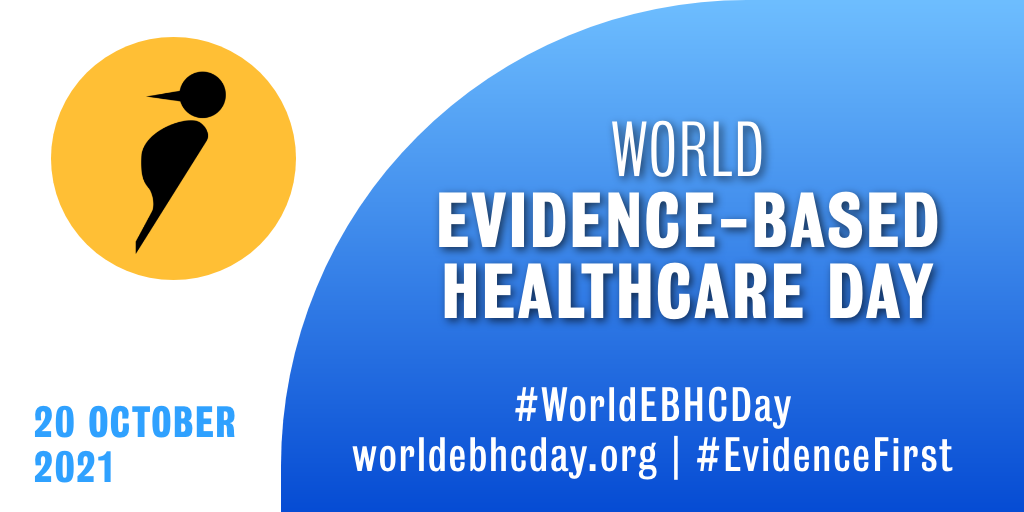 WORLD
EVIDENCE-BASED
HEALTHCARE DAY
#WorldEBHCDay
worldebhcday.org | #EvidenceFirst
20 OCTOBER
2021